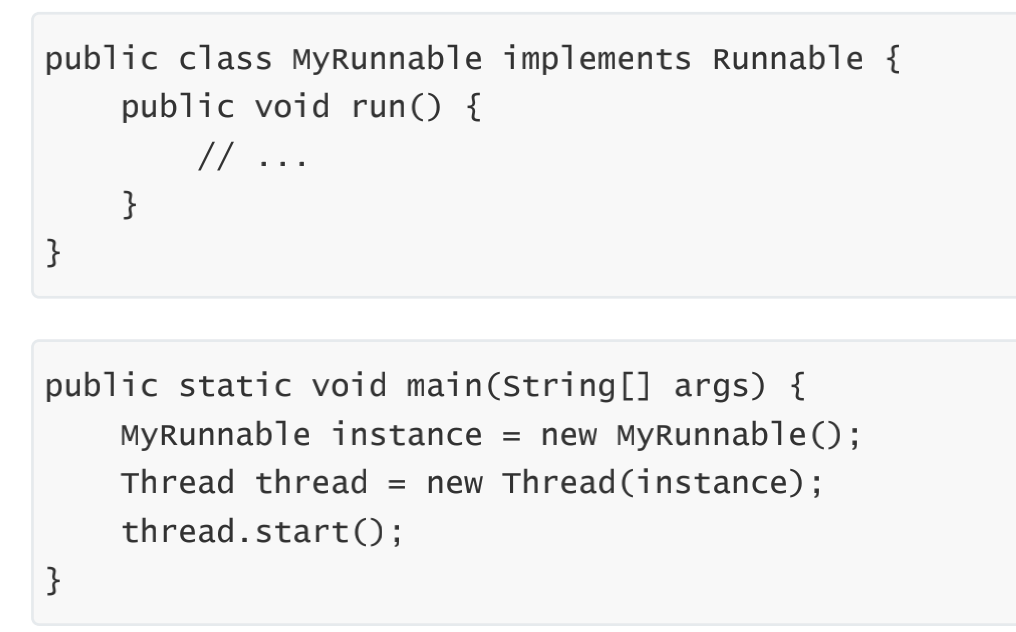 public class MyRunnable implements Runnable {
    public void run() {
        // ...
    }
}
public static void main(String[] args) {
    MyRunnable instance = new MyRunnable();
    Thread thread = new Thread(instance);
    thread.start();
}